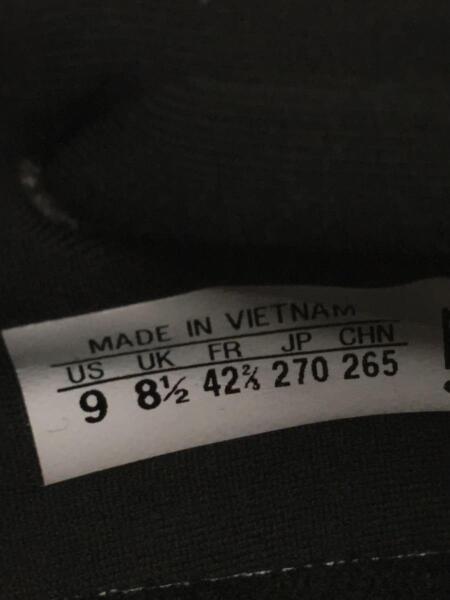 MADE IN VIETNAM
US UK FR JP CHN
9 8½ 42⅔ 270 265